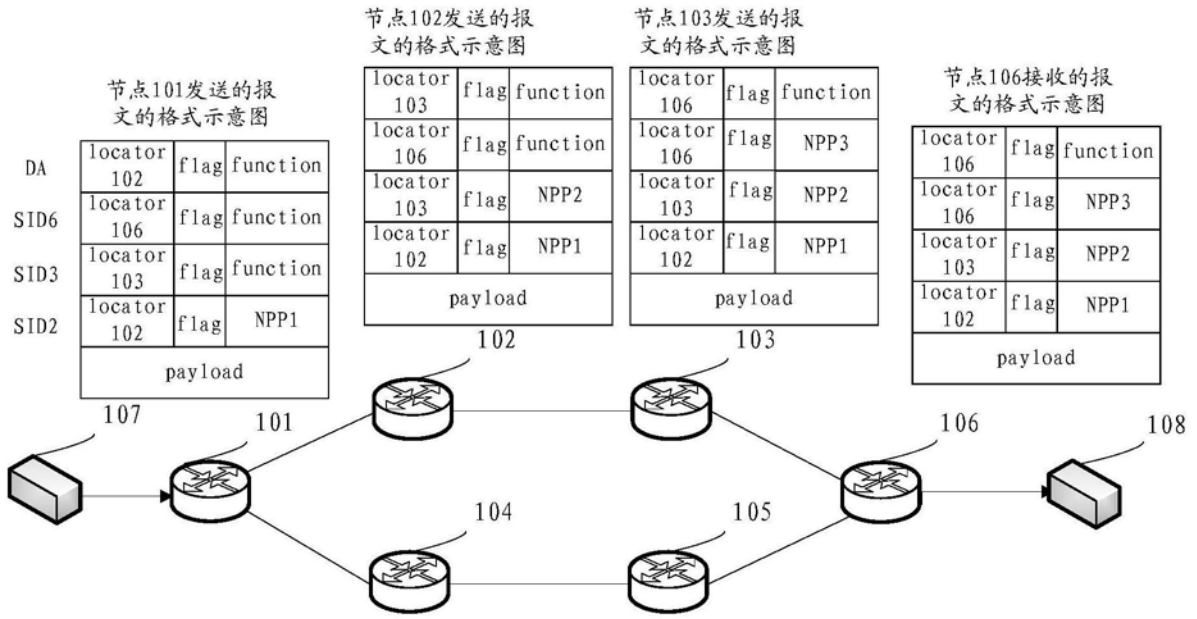 节点101发送的报
文的格式示意图
DA
locator 102 flag function
SID6
locator 106 flag function
SID3
locator 103 flag function
SID2
locator 102 flag NPP1
payload
节点102发送的报
文的格式示意图
locator 103 flag function
locator 106 flag function
locator 103 flag NPP2
locator 102 flag NPP1
payload
节点103发送的报
文的格式示意图
locator 106 flag function
locator 106 flag NPP3
locator 103 flag NPP2
locator 102 flag NPP1
payload
节点106接收的报
文的格式示意图
locator 106 flag function
locator 106 flag NPP3
locator 103 flag NPP2
locator 102 flag NPP1
payload
102
103
107
101
106
108
104
105